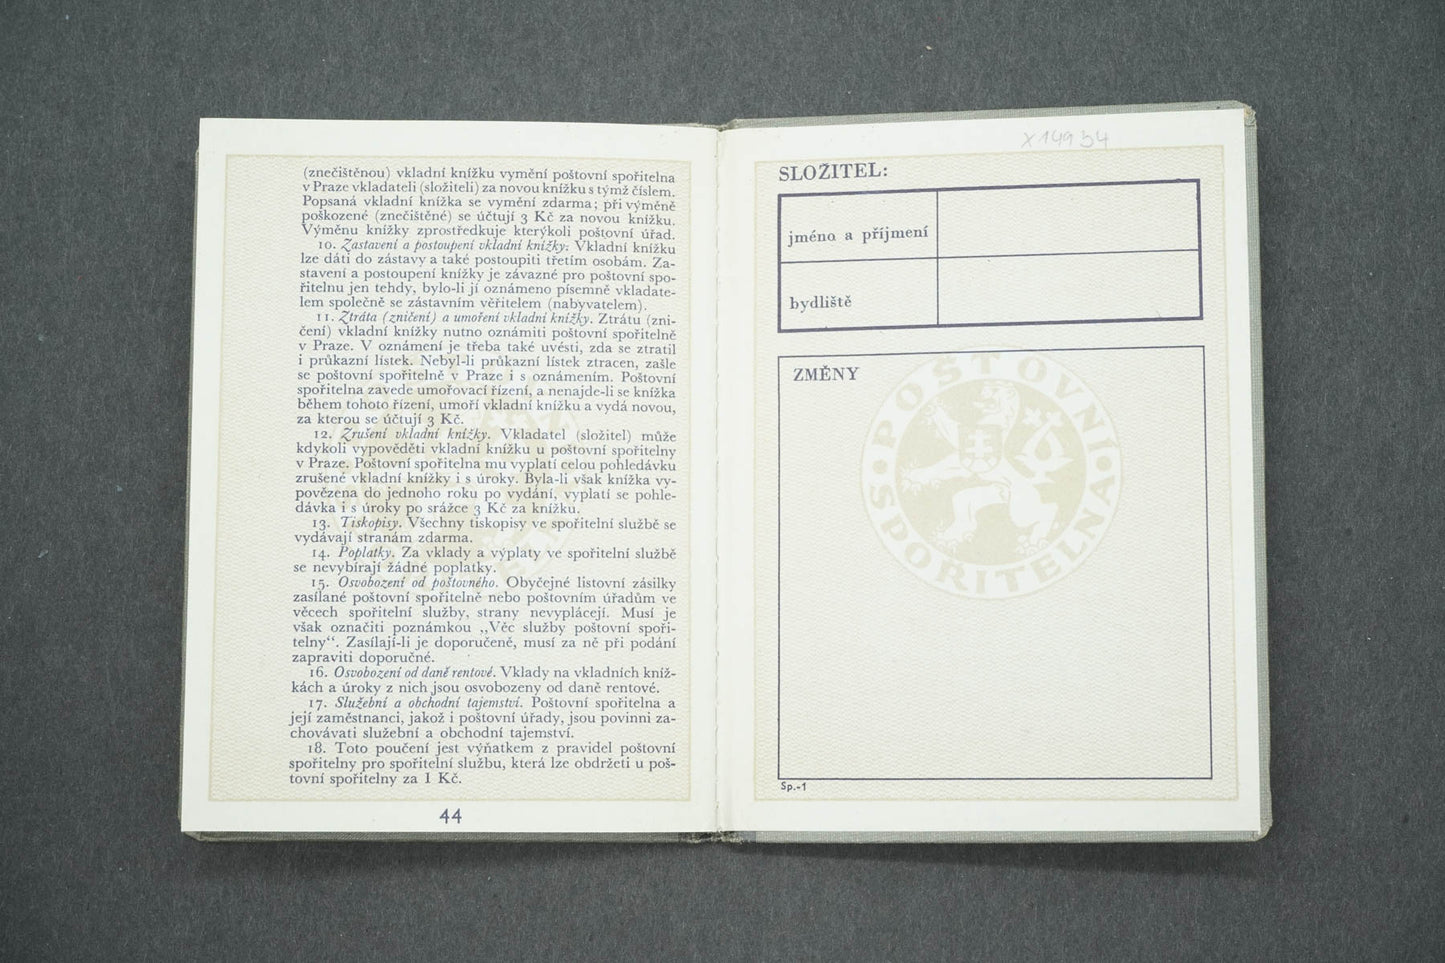 (znečištěnou) vkladní knížku vymění poštovní spořitelna
v Praze vkladateli (složiteli) za novou knížku s týmž číslem.
Popsaná vkladní knížka se vymění zdarma; při výměně
poškozené (znečištěné) se účtují 3 Kč za novou knížku.
Výměnu knížky zprostředkuje kterýkoli poštovní úřad.
10. Zastavení a postoupení vkladní knížky: Vkladní knížku
lze dáti do zástavy a také postoupiti třetím osobám. Za-
stavení a postoupení knížky je závazné pro poštovní spo-
řitelnu jen tehdy, bylo-li jí oznámeno písemně vkladate-
lem společně se zástavním věřitelem (nabyvatelem).
11. Ztráta (zničení) a umoření vkladní knížky. Ztrátu (zni-
čení) vkladní knížky nutno oznámiti poštovní spořitelně
v Praze. V oznámení je třeba také uvésti, zda se ztratil
i průkazní lístek. Nebyl-li průkazní lístek ztracen, zašle
se poštovní spořitelně v Praze i s oznámením. Poštovní
spořitelna zavede umořovací řízení, a nenajde-li se knížka
během tohoto řízení, umoří vkladní knížku a vydá novou,
za kterou se účtují 3 Kč.
12. Zrušení vkladní knížky. Vkladatel (složitel) může
kdykoli vypověděti vkladní knížku u poštovní spořitelny
v Praze. Poštovní spořitelna mu vyplatí celou pohledávku
zrušené vkladní knížky i s úroky. Byla-li však knížka vy-
povězena do jednoho roku po vydání, vyplatí se pohle-
dávka i s úroky po srážce 3 Kč za knížku.
13. Tiskopisy. Všechny tiskopisy ve spořitelní službě se
vydávají stranám zdarma.
14. Poplatky. Za vklady a výplaty ve spořitelní službě
se nevybírají žádné poplatky.
15. Osvobození od poštovného. Obyčejné listovní zásilky
zasílané poštovní spořitelně nebo poštovním úřadům ve
věcech spořitelní služby, strany nevyplácejí. Musí je
však označiti poznámkou „Věc služby poštovní spoři-
telny“. Zasílají-li je doporučeně, musí za ně při podání
zapraviti doporučné.
16. Osvobození od daně rentové. Vklady na vkladních kníž-
kách a úroky z nich jsou osvobozeny od daně rentové.
17. Služební a obchodní tajemství. Poštovní spořitelna a
její zaměstnanci, jakož i poštovní úřady, jsou povinni za-
chovávati služební a obchodní tajemství.
18. Toto poučení jest výňatkem z pravidel poštovní
spořitelny pro spořitelní službu, která lze obdržeti u poš-
tovní spořitelny za 1 Kč.
44
X 14954
SLOŽITEL:
jméno a příjmení
bydliště
ZMĚNY
POŠTOVNÍ
SPOŘITELNA
Sp.-1